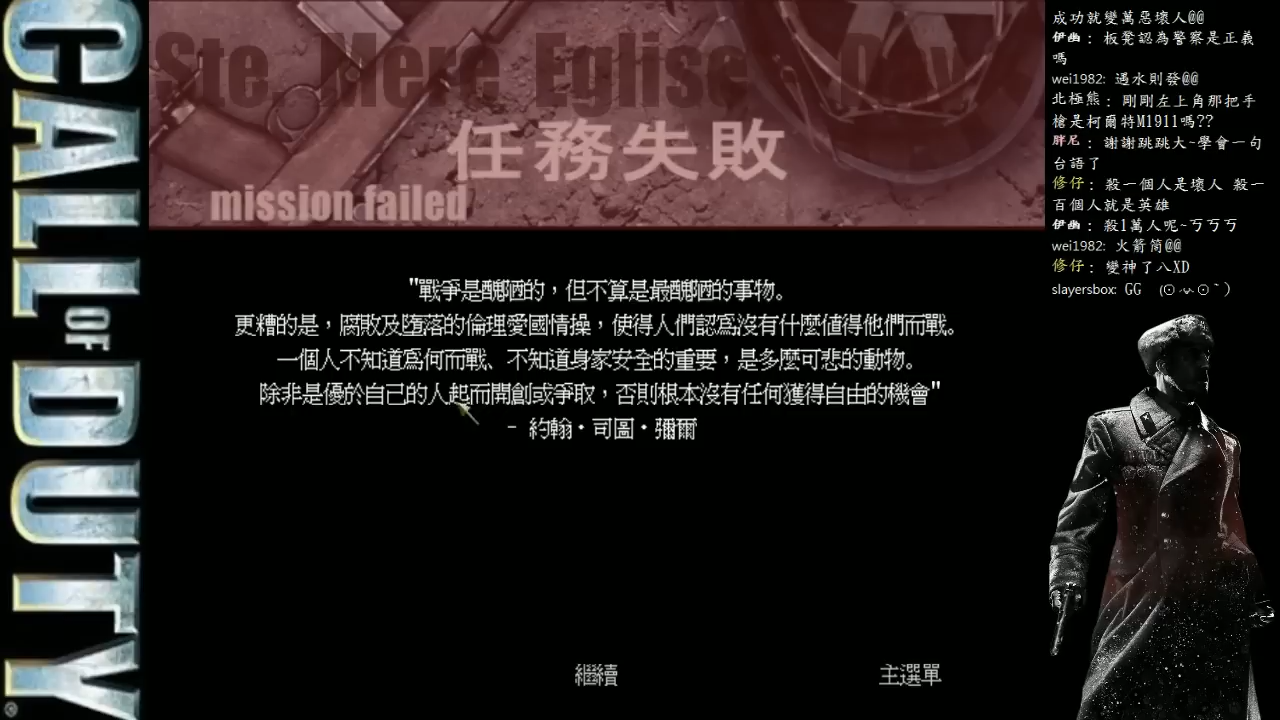 CALL OF DUTY
Ste. Mere Eglise - Day
任務失敗
mission failed
"戰爭是醜陋的，但不算是最醜陋的事物。
更糟的是，腐敗及墮落的倫理愛國情操，使得人們認為沒有什麼值得他們而戰。
一個人不知道為何而戰、不知道身家安全的重要，是多麼可悲的動物。
除非是優於自己的人起而開創或爭取，否則根本沒有任何獲得自由的機會"
- 約翰·司圖·彌爾
繼續
主選單
成功就變萬惡壞人@@
伊幽: 板凳認為警察是正義
嗎
wei1982: 遇水則發@@
北極熊: 剛剛左上角那把手
槍是柯爾特M1911嗎??
胖尼: 謝謝跳跳大~學會一句
台語了
修仔: 殺一個人是壞人 殺一
百個人就是英雄
伊幽: 殺1萬人呢~ㄎㄎㄎ
wei1982: 火箭筒@@
修仔: 變神了八XD
slayersbox: GG (⊙ˇ⊙ˋ)